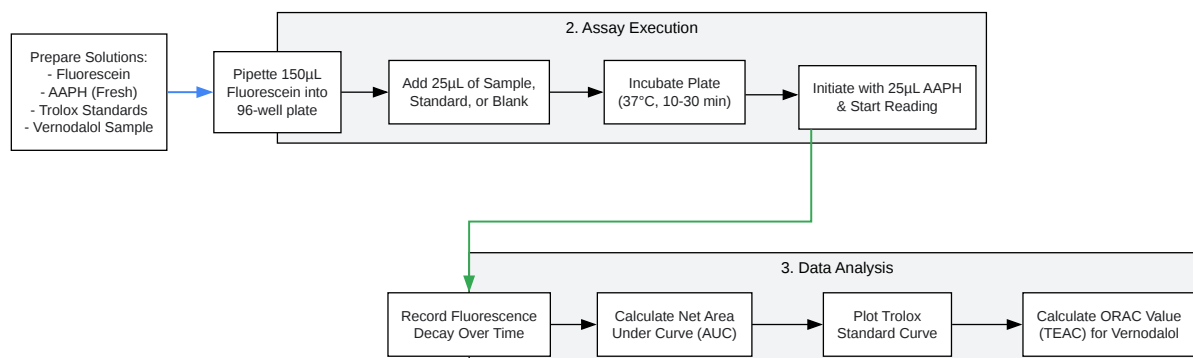 2. Assay Execution
Prepare Solutions:
- Fluorescein
- AAPH (Fresh)
- Trolox Standards
- Vernodalol Sample
Pipette 150µL
Fluorescein into
96-well plate
Add 25µL of Sample,
Standard, or Blank
Incubate Plate
(37°C, 10-30 min)
Initiate with 25µL AAPH
& Start Reading
3. Data Analysis
Record Fluorescence
Decay Over Time
Calculate Net Area
Under Curve (AUC)
Plot Trolox
Standard Curve
Calculate ORAC Value
(TEAC) for Vernodalol